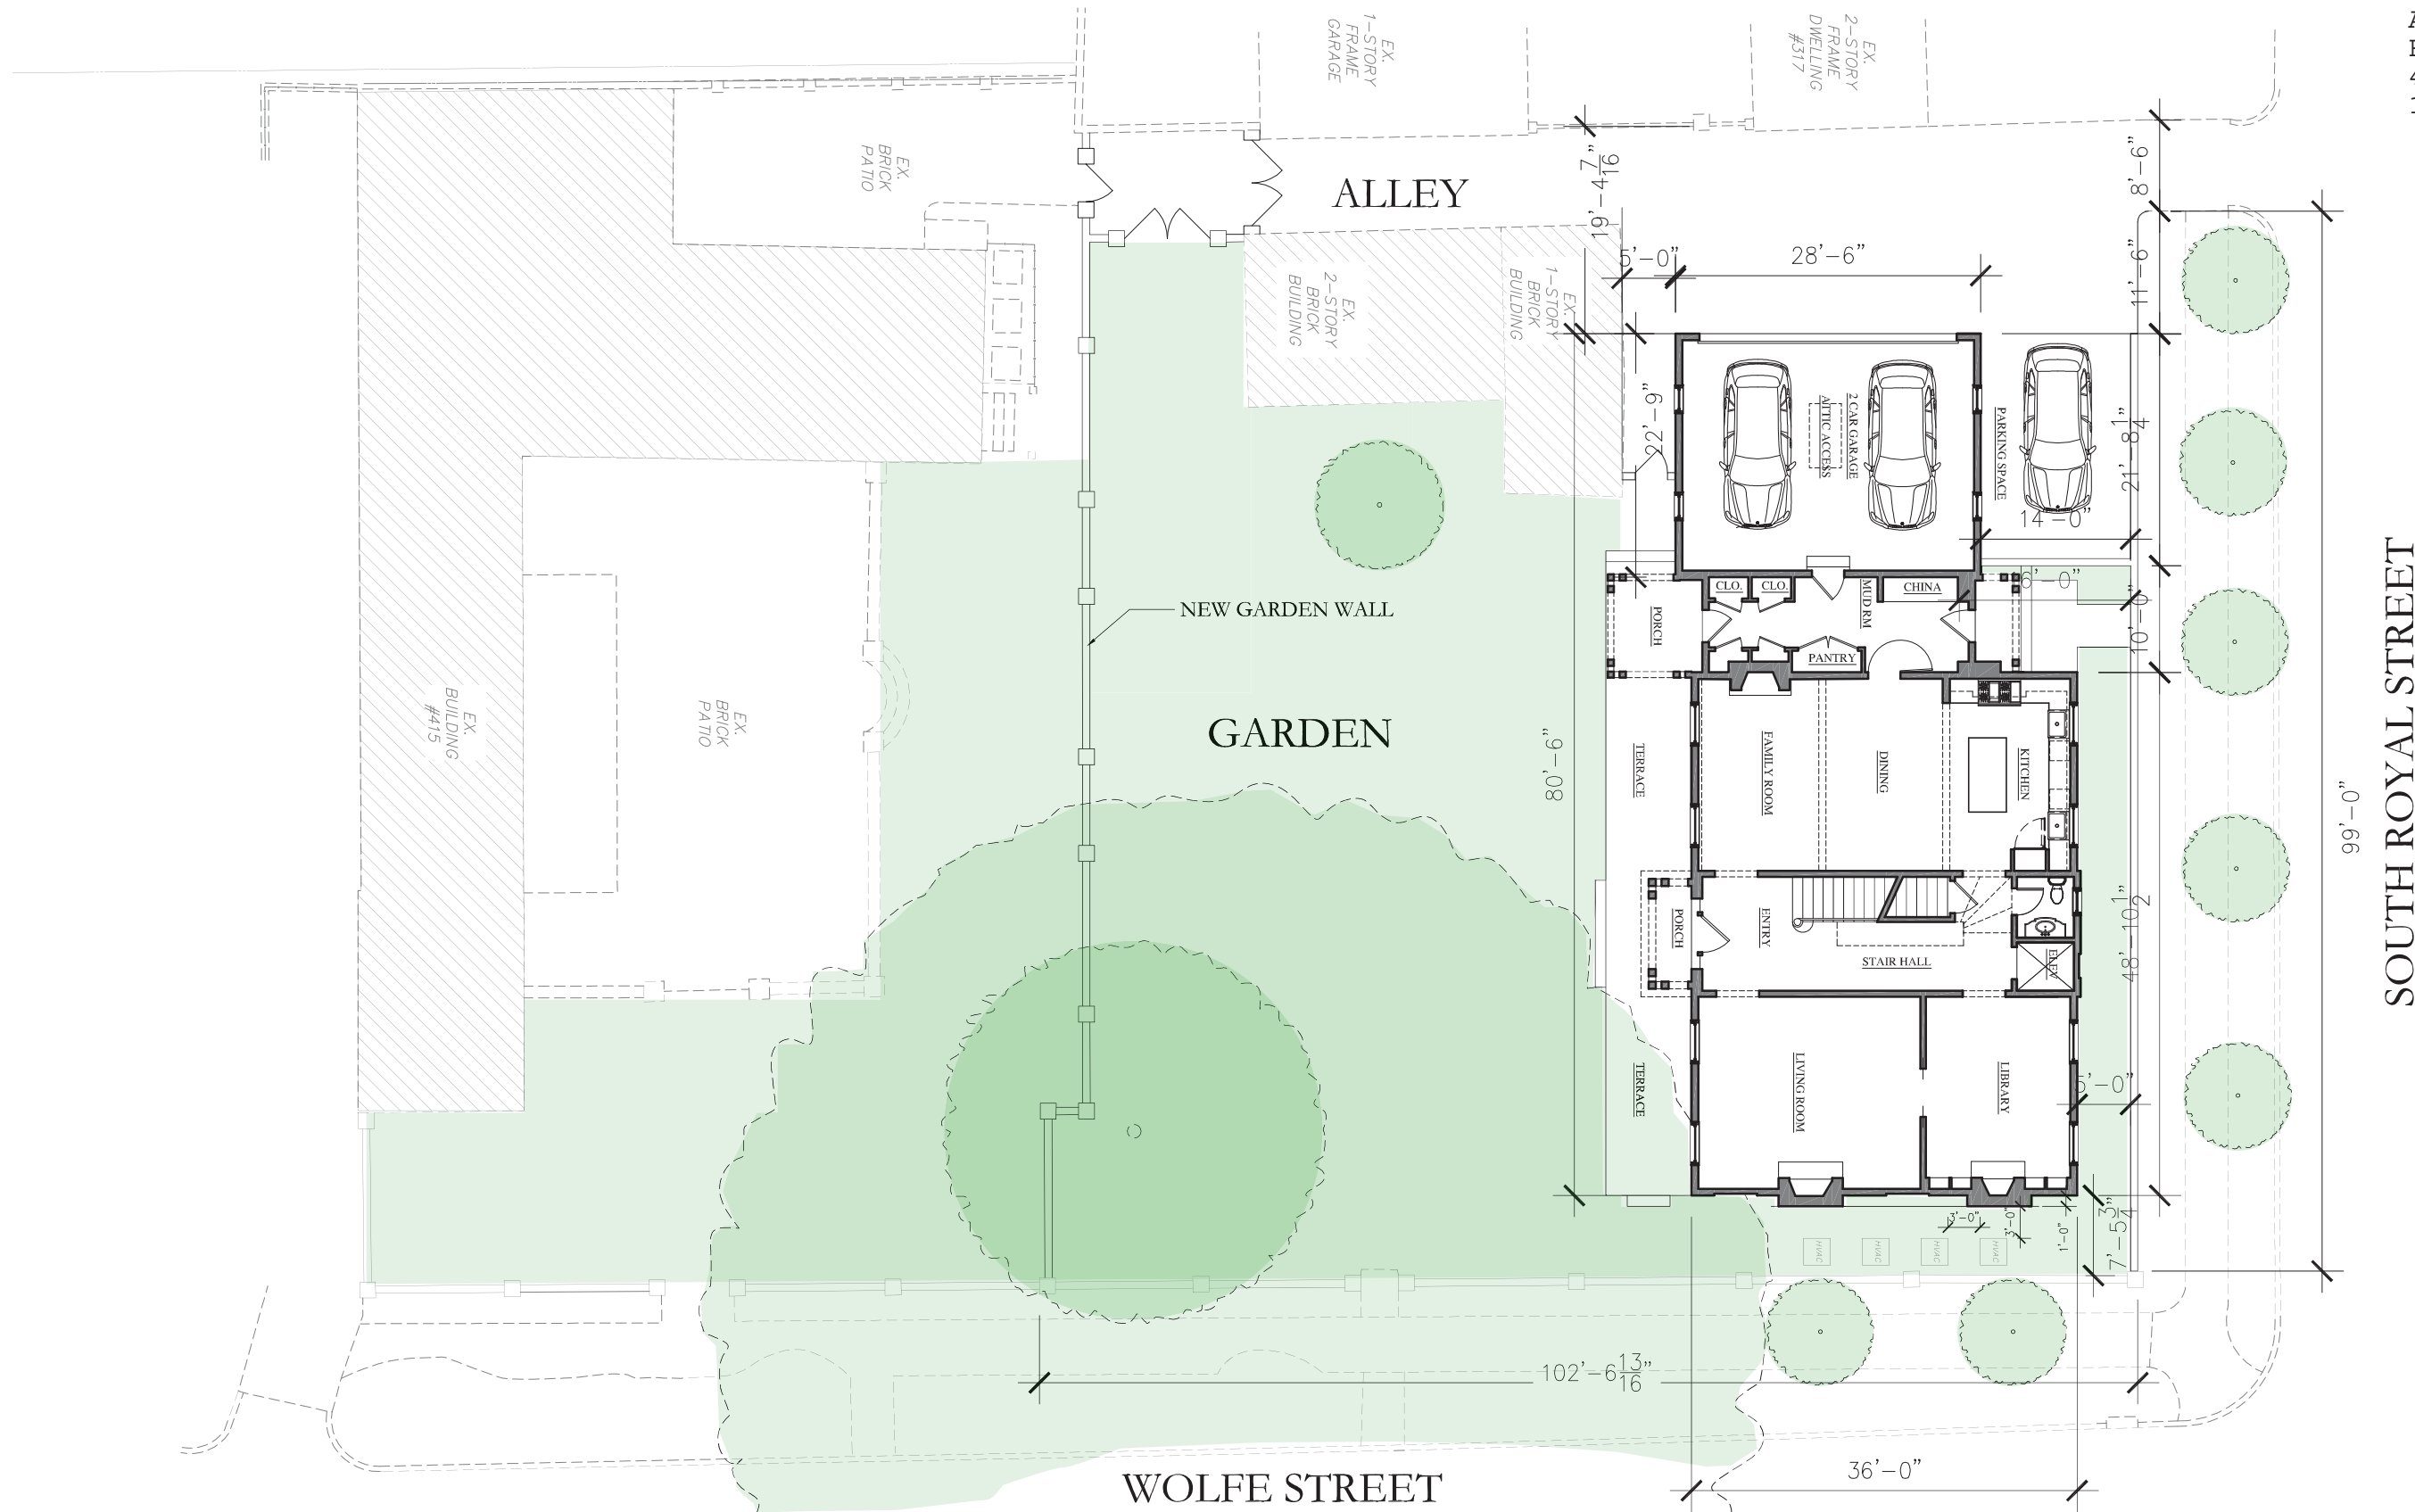 EX.
1-STORY
FRAME
GARAGE
EX.
2-STORY
FRAME
DWELLING
#317
EX.
BRICK
PATIO
ALLEY
19'-4 7/16"
8'-6"
5'-0"
28'-6"
11'-6"
EX.
2-STORY
BRICK
BUILDING
EX.
1-STORY
BRICK
BUILDING
22'-9"
2 CAR GARAGE
ATTIC ACCESS
PARKING SPACE
21'-8 1/4"
14'-0"
NEW GARDEN WALL
PORCH
CLO.
CLO.
MUD RM
CHINA
6'-0"
10'-0"
PANTRY
EX.
BUILDING
#415
EX.
BRICK
PATIO
GARDEN
80'-9"
TERRACE
FAMILY ROOM
DINING
KITCHEN
99'-0"
SOUTH ROYAL STREET
PORCH
ENTRY
STAIR HALL
ELEV
48'-10 1/2"
TERRACE
LIVING ROOM
LIBRARY
5'-0"
3'-0"
3'-0"
1'-0"
7'-5 3/4"
HVAC
HVAC
HVAC
HVAC
102'-6 13/16"
36'-0"
WOLFE STREET